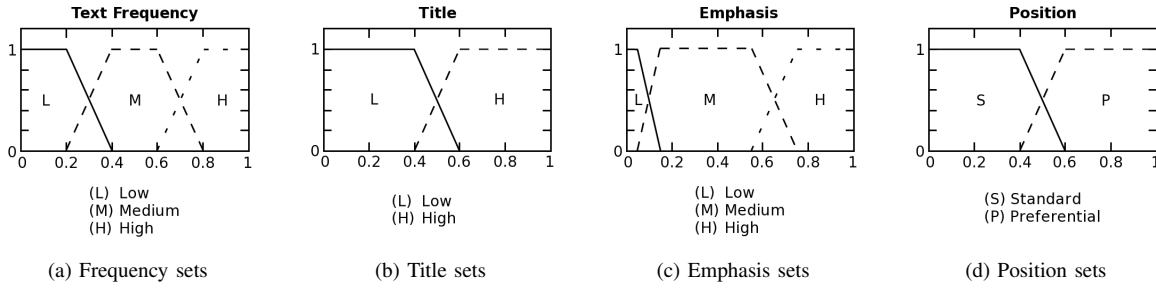 Text Frequency
1
0
L
M
H
0 0.2 0.4 0.6 0.8 1
(L) Low
(M) Medium
(H) High
(a) Frequency sets
Title
1
0
L
H
0 0.2 0.4 0.6 0.8 1
(L) Low
(H) High
(b) Title sets
Emphasis
1
0
L
M
H
0 0.2 0.4 0.6 0.8 1
(L) Low
(M) Medium
(H) High
(c) Emphasis sets
Position
1
0
S
P
0 0.2 0.4 0.6 0.8 1
(S) Standard
(P) Preferential
(d) Position sets